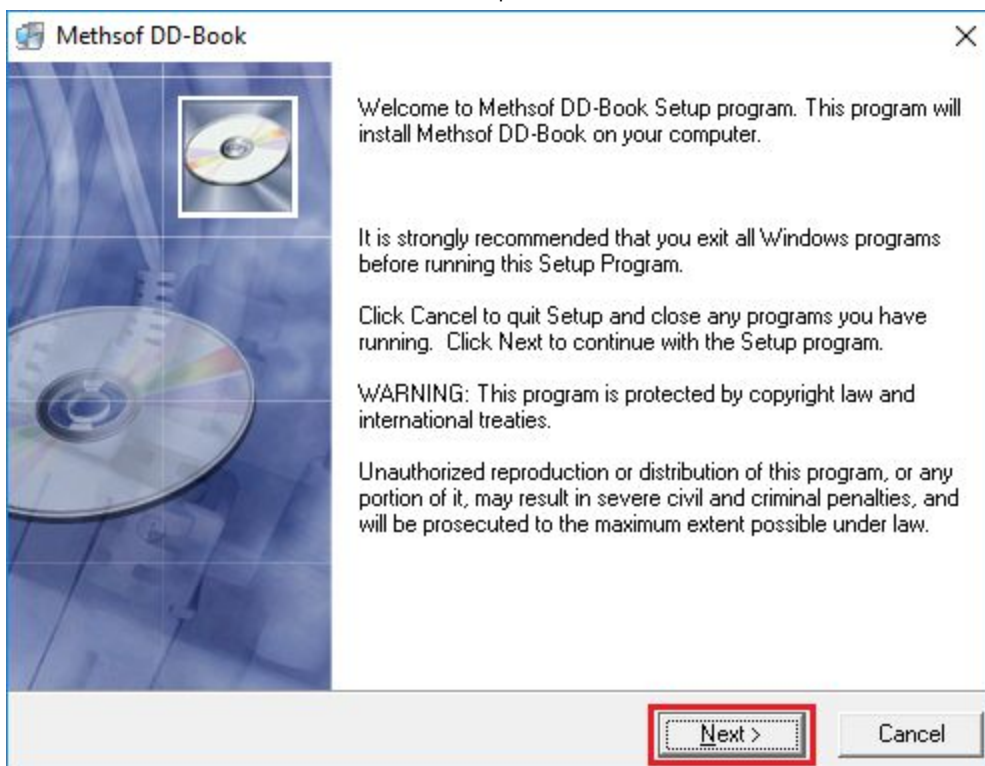 Methsof DD-Book
Welcome to Methsof DD-Book Setup program. This program will
install Methsof DD-Book on your computer.
It is strongly recommended that you exit all Windows programs
before running this Setup Program.
Click Cancel to quit Setup and close any programs you have
running.  Click Next to continue with the Setup program.
WARNING: This program is protected by copyright law and
international treaties.
Unauthorized reproduction or distribution of this program, or any
portion of it, may result in severe civil and criminal penalties, and
will be prosecuted to the maximum extent possible under law.
Next >
Cancel